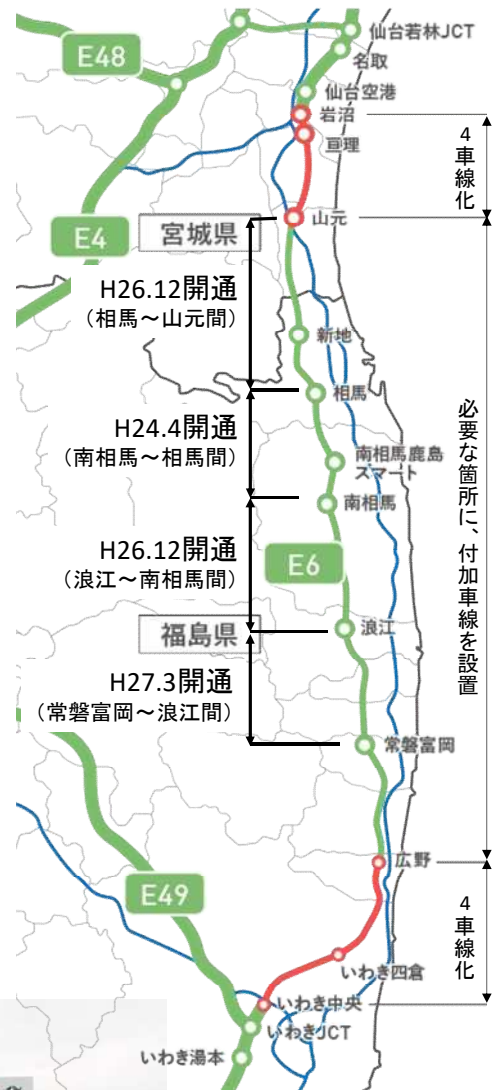 仙台若林JCT
E48
名取
仙台空港
岩沼
亘理
4車線化
山元
E4
宮城県
H26.12開通
（相馬～山元間）
新地
相馬
H24.4開通
（南相馬～相馬間）
南相馬鹿島
スマート
南相馬
必要な箇所に、付加車線を設置
H26.12開通
（浪江～南相馬間）
E6
浪江
福島県
H27.3開通
（常磐富岡～浪江間）
常磐富岡
広野
E49
4車線化
いわき四倉
いわき中央
いわきJCT
いわき湯本